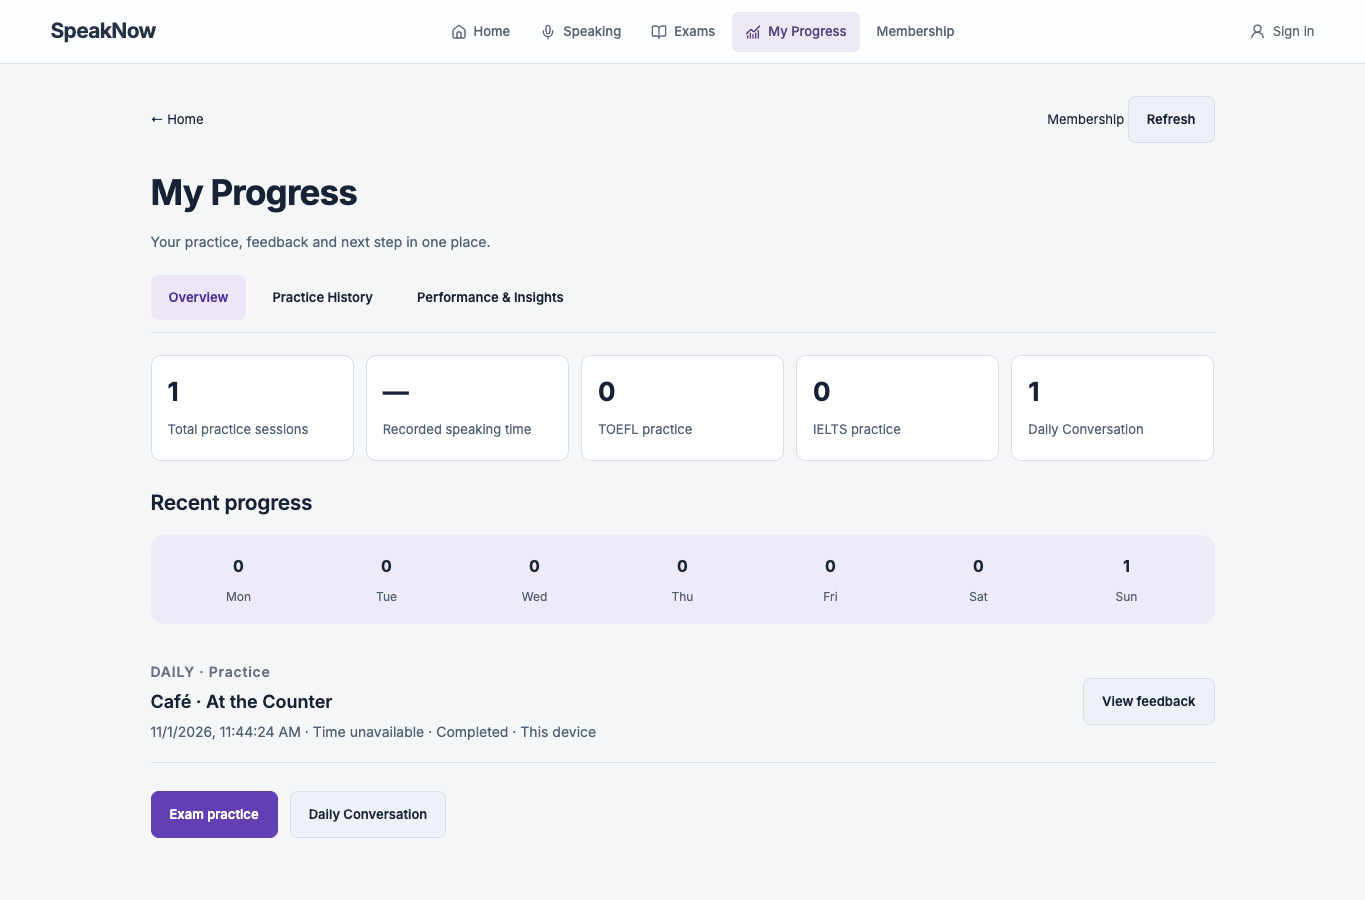 SpeakNow
Home
Speaking
Exams
My Progress
Membership
Sign in
← Home
Membership
Refresh
My Progress
Your practice, feedback and next step in one place.
Overview
Practice History
Performance & Insights
1
Total practice sessions
—
Recorded speaking time
0
TOEFL practice
0
IELTS practice
1
Daily Conversation
Recent progress
0
Mon
0
Tue
0
Wed
0
Thu
0
Fri
0
Sat
1
Sun
DAILY · Practice
Café · At the Counter
11/1/2026, 11:44:24 AM · Time unavailable · Completed · This device
View feedback
Exam practice
Daily Conversation